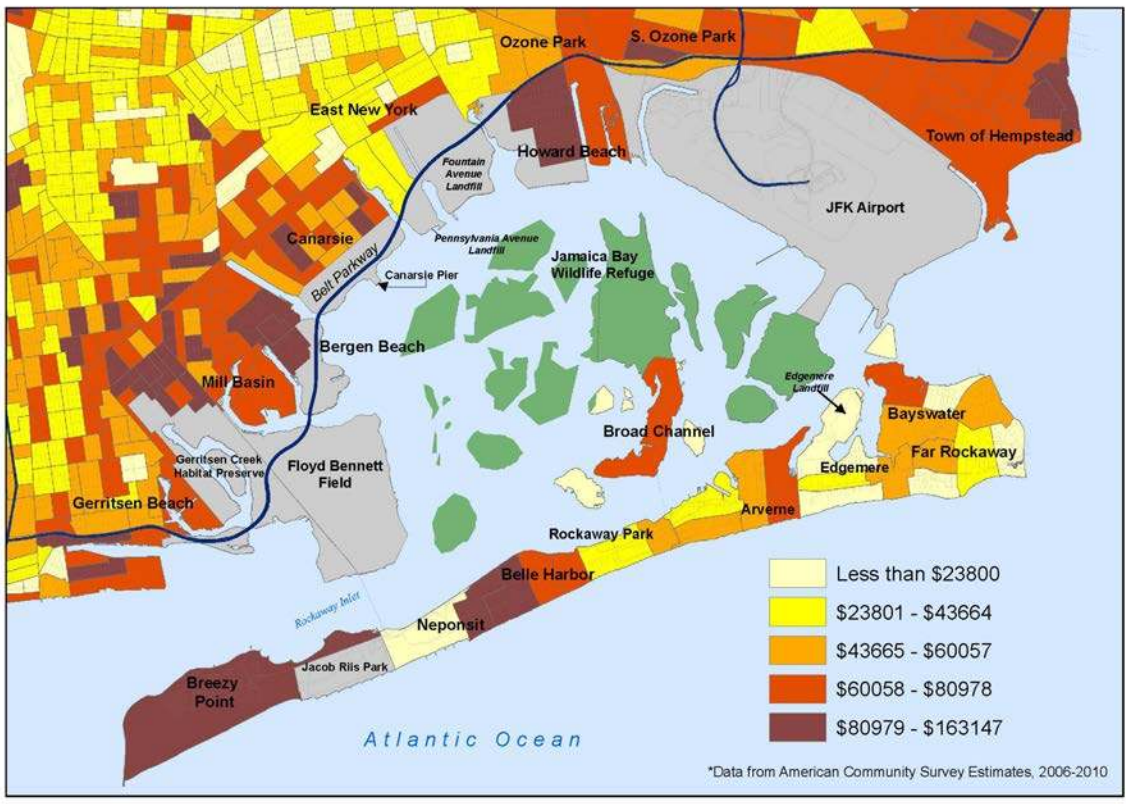 Ozone Park
S. Ozone Park
East New York
Town of Hempstead
Howard Beach
Fountain
Avenue
Landfill
JFK Airport
Canarsie
Pennsylvania Avenue
Landfill
Jamaica Bay
Wildlife Refuge
Belt Parkway
Canarsie Pier
Bergen Beach
Mill Basin
Edgemere
Landfill
Bayswater
Broad Channel
Far Rockaway
Gerritsen Creek
Habitat Preserve
Floyd Bennett
Field
Edgemere
Gerritsen Beach
Arverne
Rockaway Park
Belle Harbor
Rockaway Inlet
Neponsit
Jacob Riis Park
Breezy
Point
Atlantic Ocean
Less than $23800
$23801 - $43664
$43665 - $60057
$60058 - $80978
$80979 - $163147
*Data from American Community Survey Estimates, 2006-2010